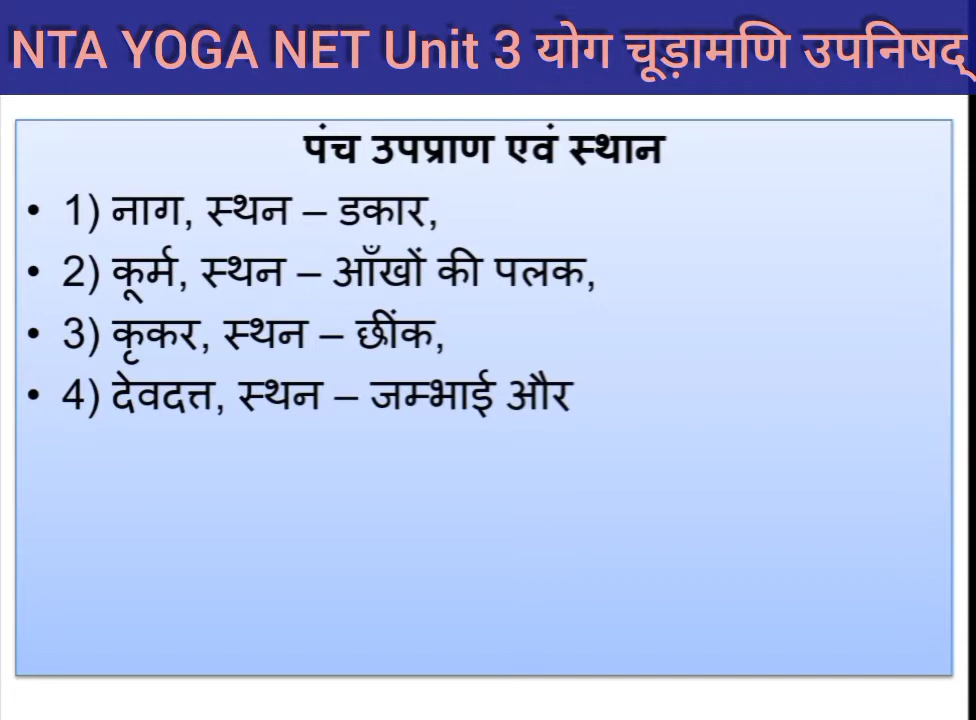 NTA YOGA NET Unit 3 योग चूड़ामणि उपनिषद्
पंच उपप्राण एवं स्थान
• 1) नाग, स्थन – डकार,
• 2) कूर्म, स्थन – आँखों की पलक,
• 3) कृकर, स्थन – छींक,
• 4) देवदत्त, स्थन – जम्भाई और